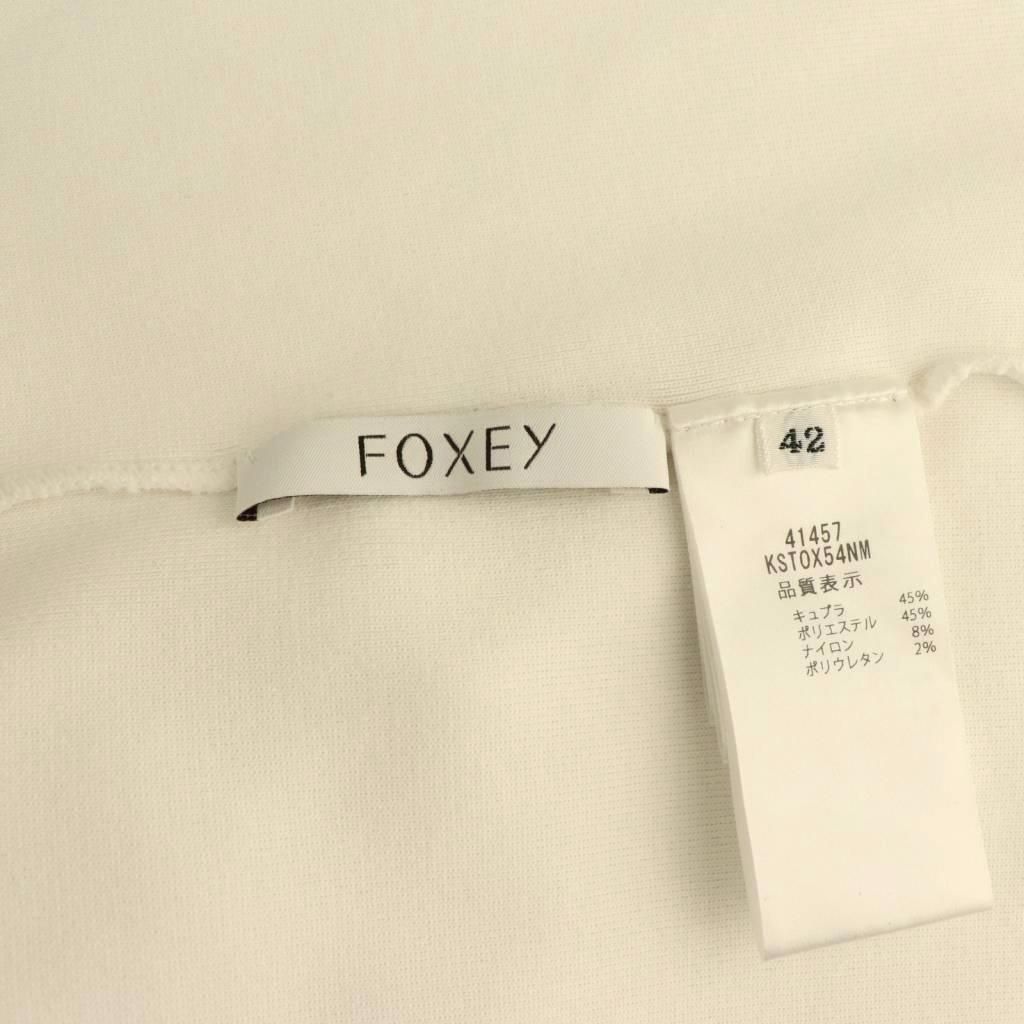 FOXEY
42
41457
KSTOX54NM
品質表示
キュプラ 45%
ポリエステル 45%
ナイロン 8%
ポリウレタン 2%